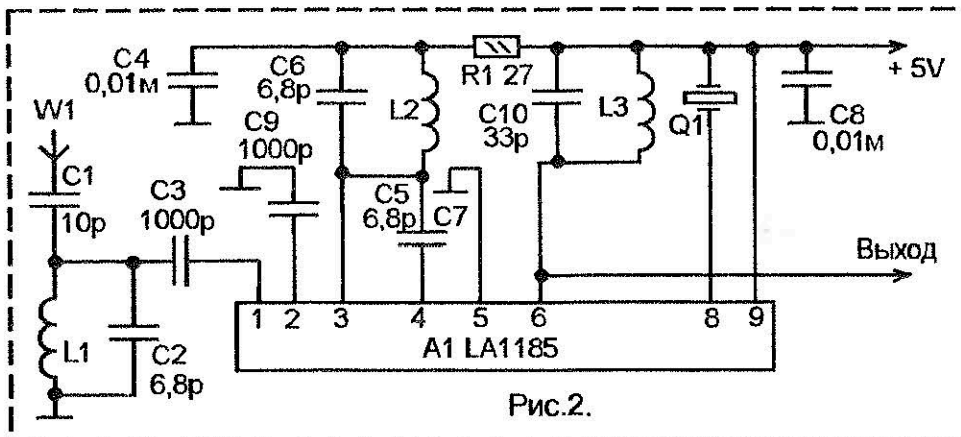 C4
0,01м
W1
C1
10р
C3
1000р
C9
1000р
C6
6,8р
L2
R1 27
C10
33р
L3
Q1
+ 5V
C8
0,01м
C5
6,8р
C7
Выход
L1
C2
6,8р
1 2 3 4 5 6 8 9
A1 LA1185
Рис.2.